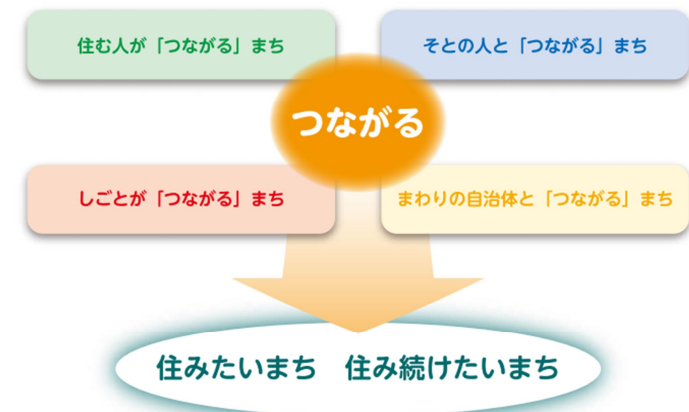 住む人が「つながる」まち
そとの人と「つながる」まち
つながる
しごとが「つながる」まち
まわりの自治体と「つながる」まち
住みたいまち　住み続けたいまち